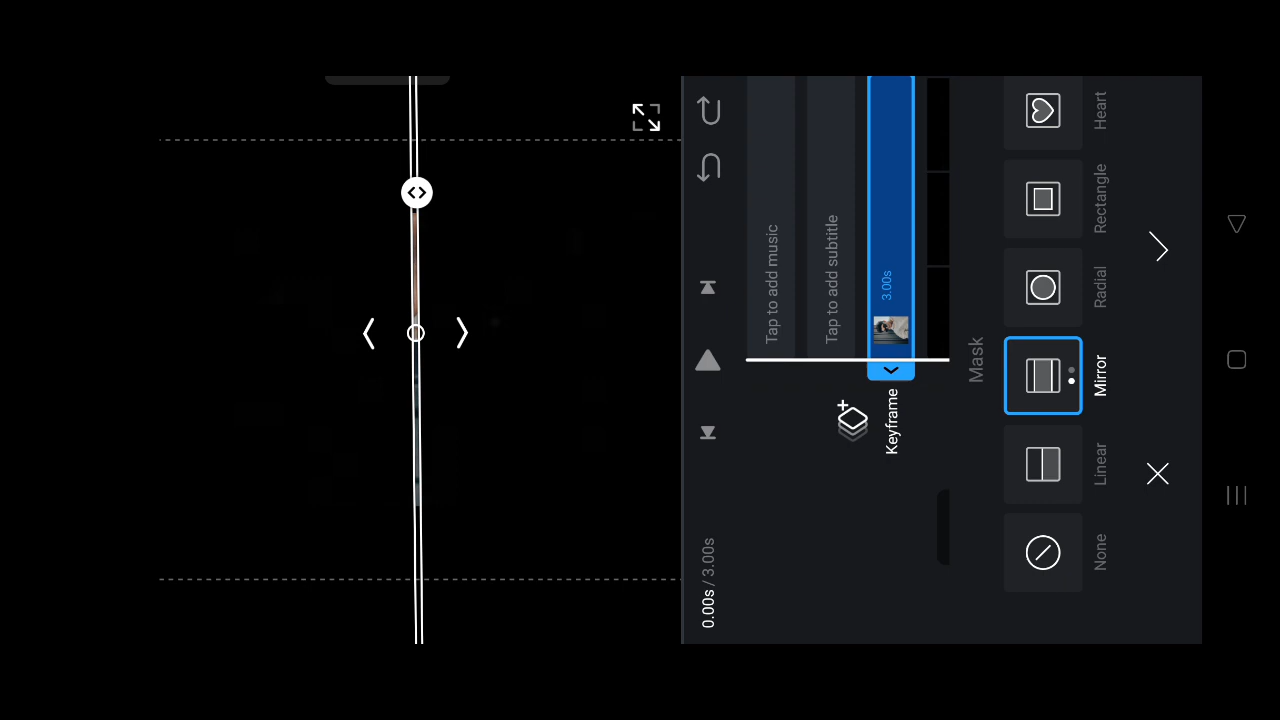 0.00s / 3.00s
Tap to add music
Tap to add subtitle
3.00s
Keyframe
Mask
None
Linear
Mirror
Radial
Rectangle
Heart